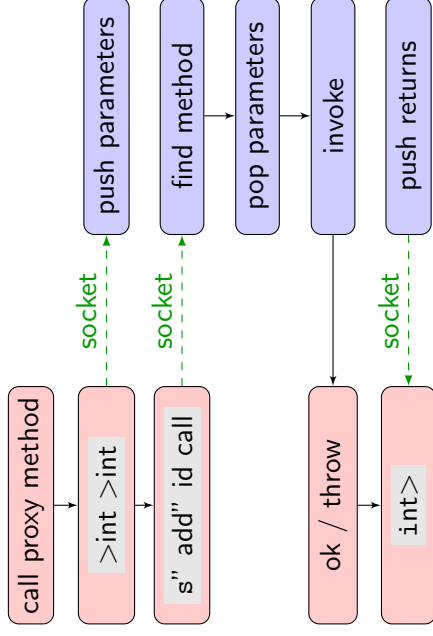 call proxy method
>int >int
socket
push parameters
s” add” id call
socket
find method
pop parameters
ok / throw
invoke
int>
socket
push returns